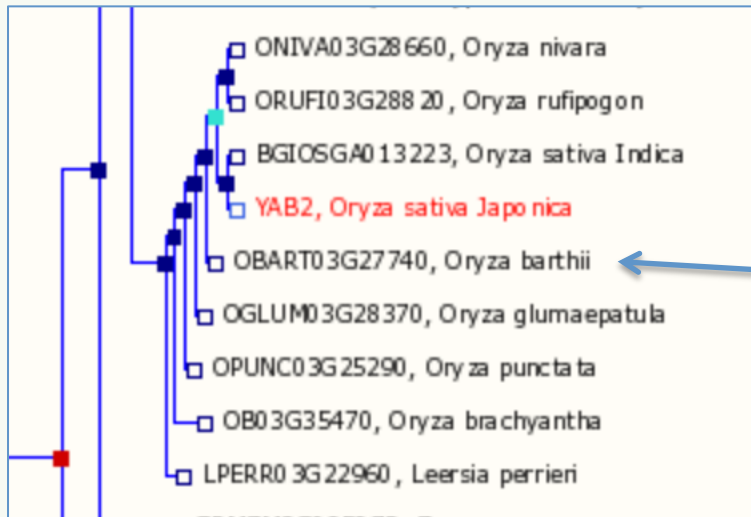 ONIVA03G28660, Oryza nivara
ORUFI03G28820, Oryza rufipogon
BGIOSGA013223, Oryza sativa Indica
YAB2, Oryza sativa Japonica
OBART03G27740, Oryza barthii
OGLUM03G28370, Oryza glumaepatula
OPUNC03G25290, Oryza punctata
OB03G35470, Oryza brachyantha
LPERR03G22960, Leersia perrieri